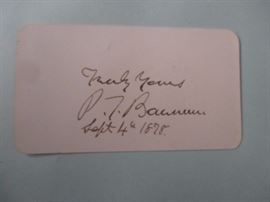 Truly Yours
P. T. Barnum
Sept 4th 1878.